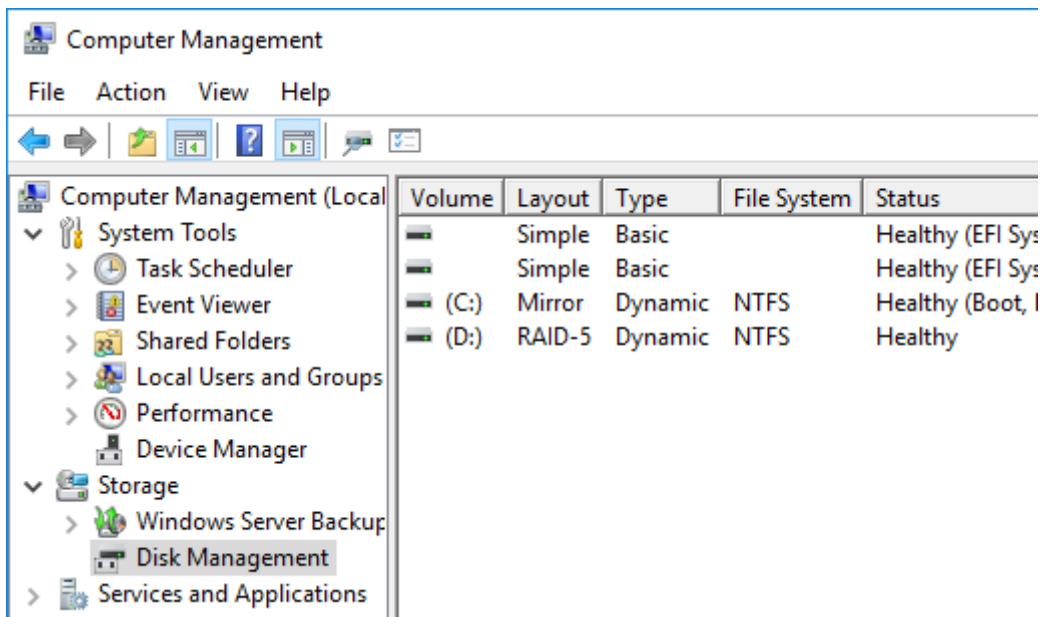 Computer Management
File Action View Help
Computer Management (Local
System Tools
Task Scheduler
Event Viewer
Shared Folders
Local Users and Groups
Performance
Device Manager
Storage
Windows Server Backup
Disk Management
Services and Applications
Volume Layout Type File System Status
Simple Basic Healthy (EFI Sys
Simple Basic Healthy (EFI Sys
(C:) Mirror Dynamic NTFS Healthy (Boot,
(D:) RAID-5 Dynamic NTFS Healthy